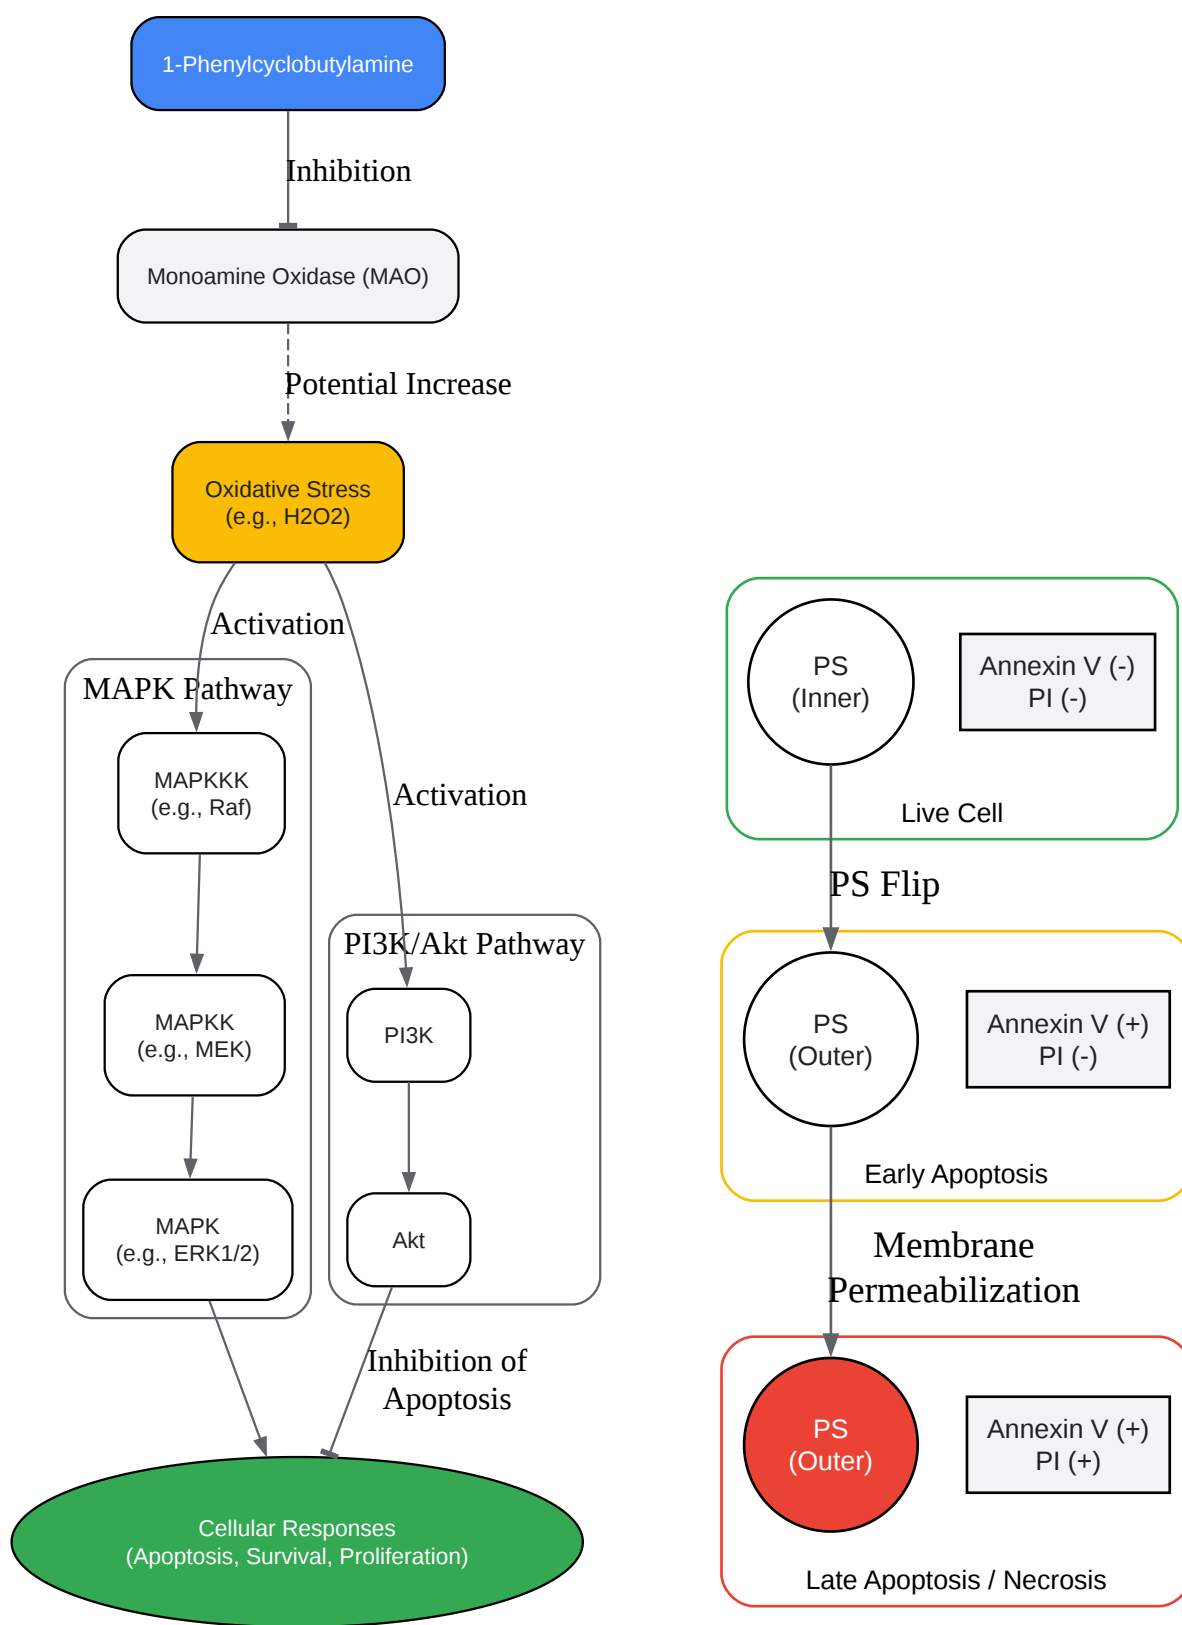 1-Phenylcyclobutylamine
Inhibition
Monoamine Oxidase (MAO)
Potential Increase
Oxidative Stress
(e.g., H2O2)
Activation
MAPK Pathway
MAPKKK
(e.g., Raf)
Activation
PI3K/Akt Pathway
MAPKK
(e.g., MEK)
PI3K
MAPK
(e.g., ERK1/2)
Akt
Inhibition of
Apoptosis
Cellular Responses
(Apoptosis, Survival, Proliferation)
PS
(Inner)
Annexin V (-)
PI (-)
Live Cell
PS Flip
PS
(Outer)
Annexin V (+)
PI (-)
Early Apoptosis
Membrane
Permeabilization
PS
(Outer)
Annexin V (+)
PI (+)
Late Apoptosis / Necrosis